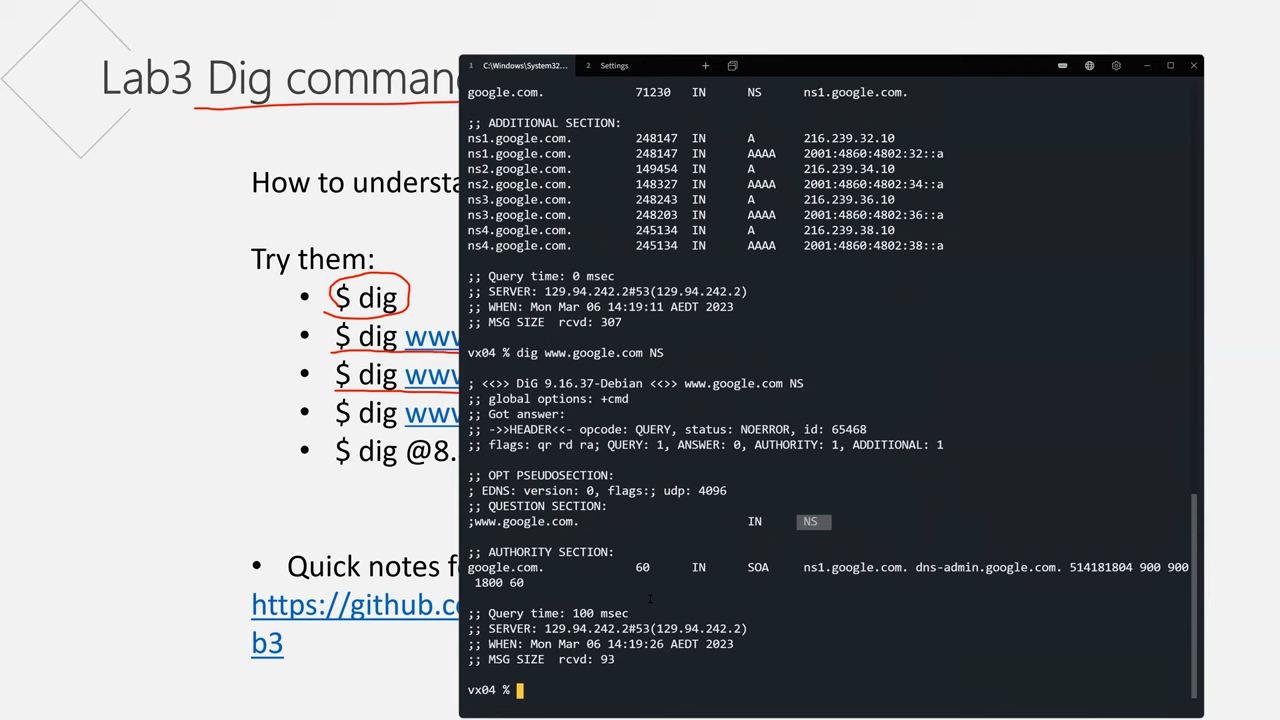 Lab3 Dig comman
How to understa
Try them:
• $ dig
• $ dig www
• $ dig www
• $ dig www
• $ dig @8.
• Quick notes f
https://github.c
b3
1 C:\Windows\System32... 2 Settings +
google.com. 71230 IN NS ns1.google.com.
;; ADDITIONAL SECTION:
ns1.google.com. 248147 IN A 216.239.32.10
ns1.google.com. 248147 IN AAAA 2001:4860:4802:32::a
ns2.google.com. 149454 IN A 216.239.34.10
ns2.google.com. 148327 IN AAAA 2001:4860:4802:34::a
ns3.google.com. 248243 IN A 216.239.36.10
ns3.google.com. 248203 IN AAAA 2001:4860:4802:36::a
ns4.google.com. 245134 IN A 216.239.38.10
ns4.google.com. 245134 IN AAAA 2001:4860:4802:38::a
;; Query time: 0 msec
;; SERVER: 129.94.242.2#53(129.94.242.2)
;; WHEN: Mon Mar 06 14:19:11 AEDT 2023
;; MSG SIZE rcvd: 307
vx04 % dig www.google.com NS
; <<>> DiG 9.16.37-Debian <<>> www.google.com NS
;; global options: +cmd
;; Got answer:
;; ->>HEADER<<- opcode: QUERY, status: NOERROR, id: 65468
;; flags: qr rd ra; QUERY: 1, ANSWER: 0, AUTHORITY: 1, ADDITIONAL: 1
;; OPT PSEUDOSECTION:
; EDNS: version: 0, flags:; udp: 4096
;; QUESTION SECTION:
;www.google.com. IN NS
;; AUTHORITY SECTION:
google.com. 60 IN SOA ns1.google.com. dns-admin.google.com. 514181804 900 900
1800 60
;; Query time: 100 msec
;; SERVER: 129.94.242.2#53(129.94.242.2)
;; WHEN: Mon Mar 06 14:19:26 AEDT 2023
;; MSG SIZE rcvd: 93
vx04 %